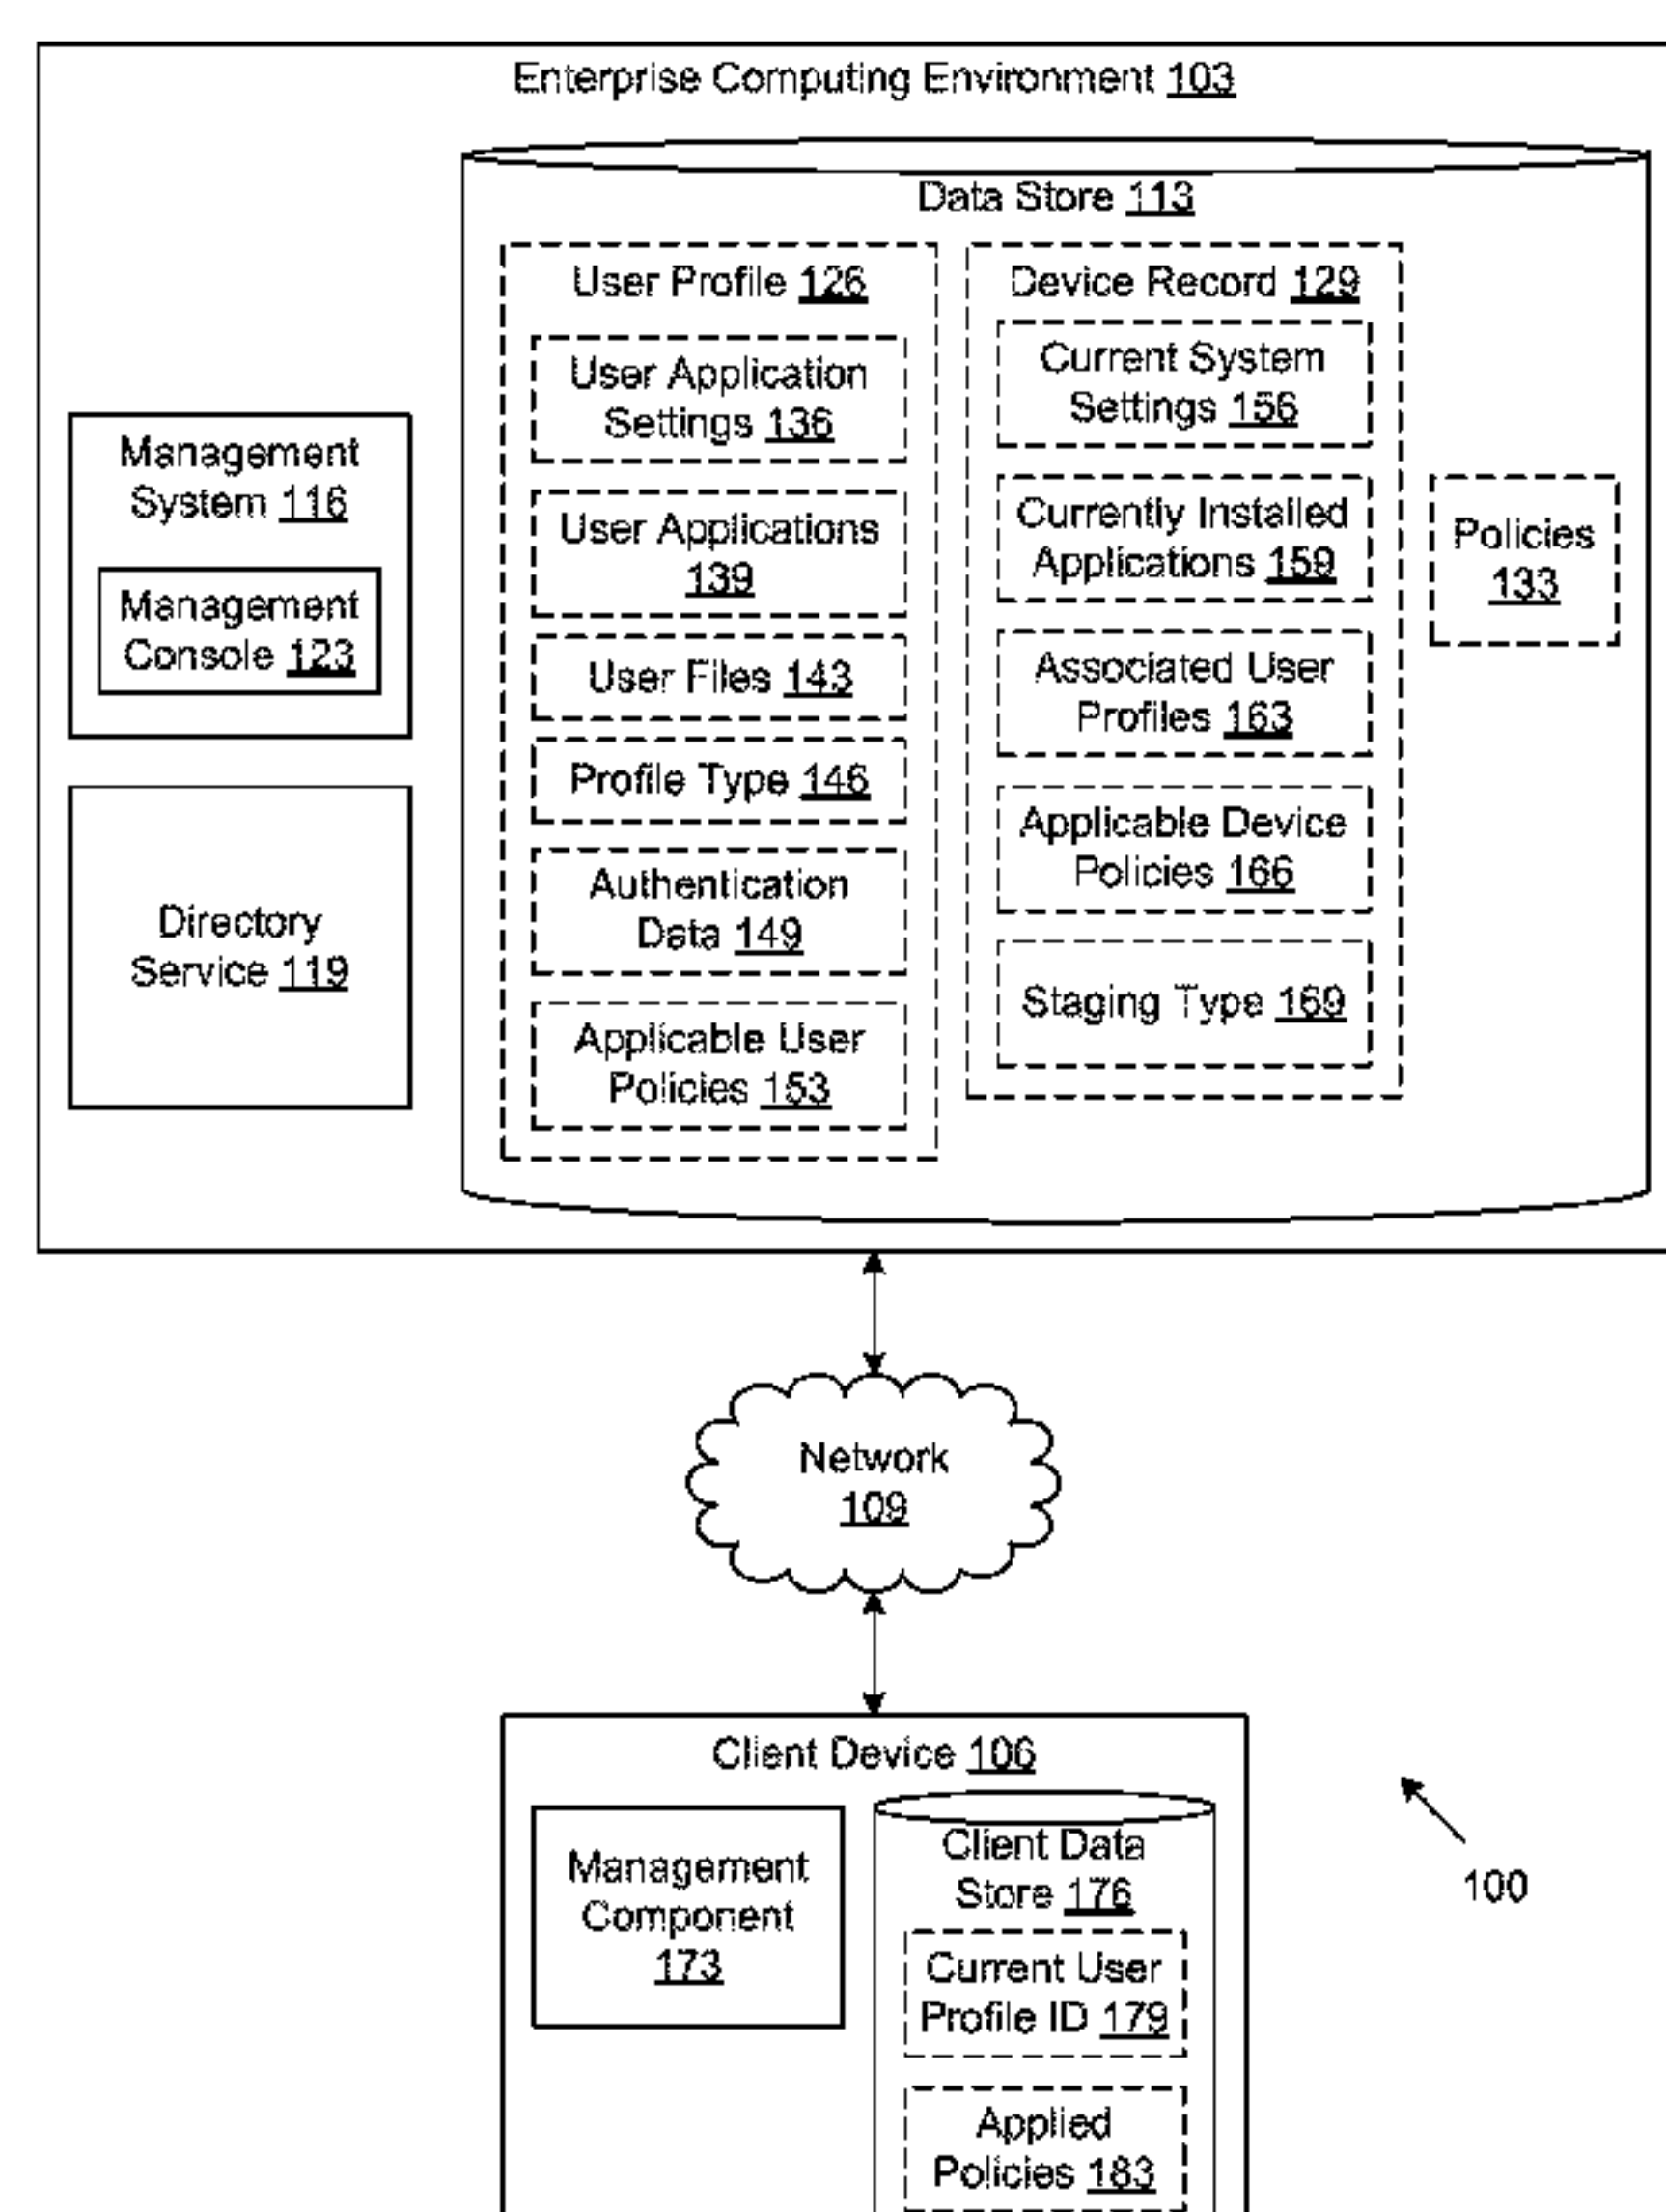 Enterprise Computing Environment 103
Data Store 113
User Profile 126
User Application
Settings 136
User Applications
139
User Files 143
Profile Type 146
Authentication
Data 149
Applicable User
Policies 153
Device Record 129
Current System
Settings 156
Currently Installed
Applications 159
Associated User
Profiles 163
Applicable Device
Policies 166
Staging Type 169
Policies
133
Management
System 116
Management
Console 123
Directory
Service 119
Network
109
Client Device 106
Management
Component
173
Client Data
Store 176
Current User
Profile ID 179
Applied
Policies 183
100